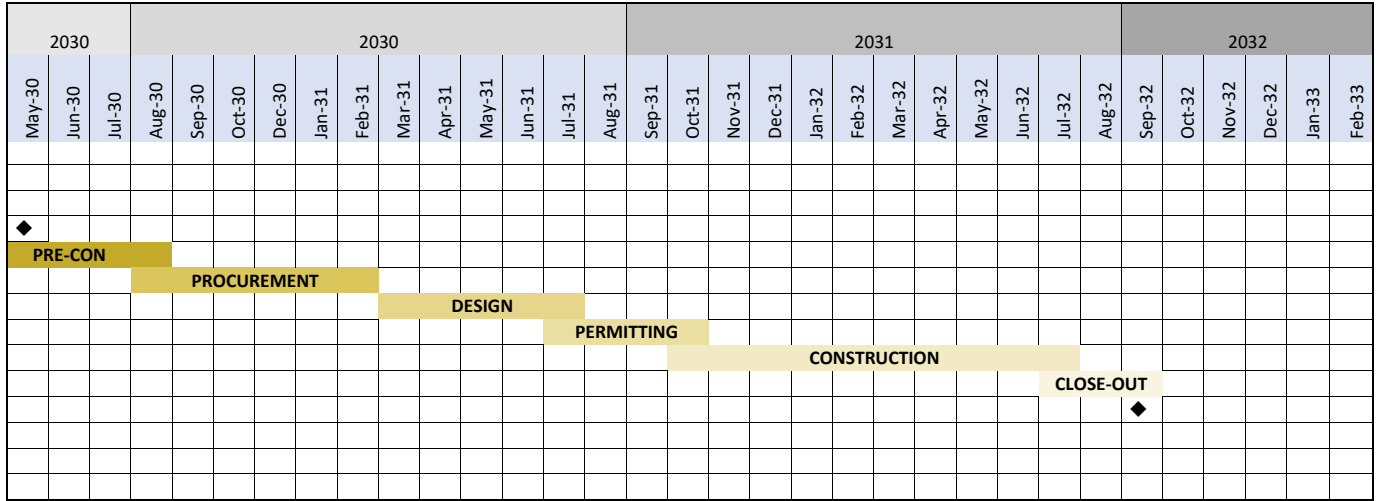 2030 2030 2031 2032
May-30 Jun-30 Jul-30 Aug-30 Sep-30 Oct-30 Dec-30 Jan-31 Feb-31 Mar-31 Apr-31 May-31 Jun-31 Jul-31 Aug-31 Sep-31 Oct-31 Nov-31 Dec-31 Jan-32 Feb-32 Mar-32 Apr-32 May-32 Jun-32 Jul-32 Aug-32 Sep-32 Oct-32 Nov-32 Dec-32 Jan-33 Feb-33
PRE-CON
PROCUREMENT
DESIGN
PERMITTING
CONSTRUCTION
CLOSE-OUT